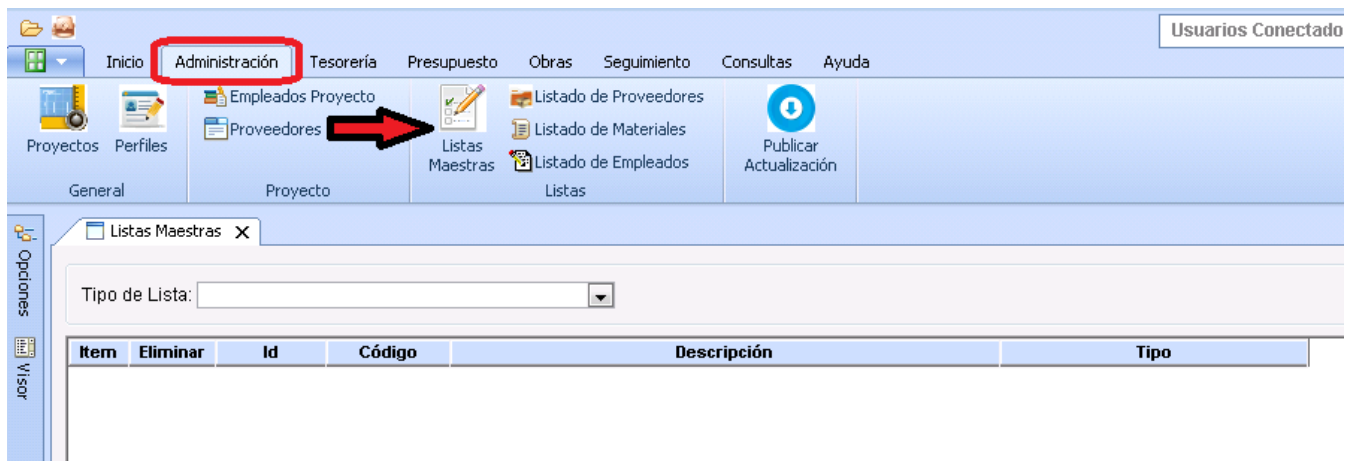 Usuarios Conectado
Inicio Administración Tesorería Presupuesto Obras Seguimiento Consultas Ayuda
Proyectos
Perfiles
General
Empleados Proyecto
Proveedores
Proyecto
Listas
Maestras
Listado de Proveedores
Listado de Materiales
Listado de Empleados
Listas
Publicar
Actualización
Opciones
Visor
Listas Maestras X
Tipo de Lista:
Item Eliminar Id Código Descripción Tipo